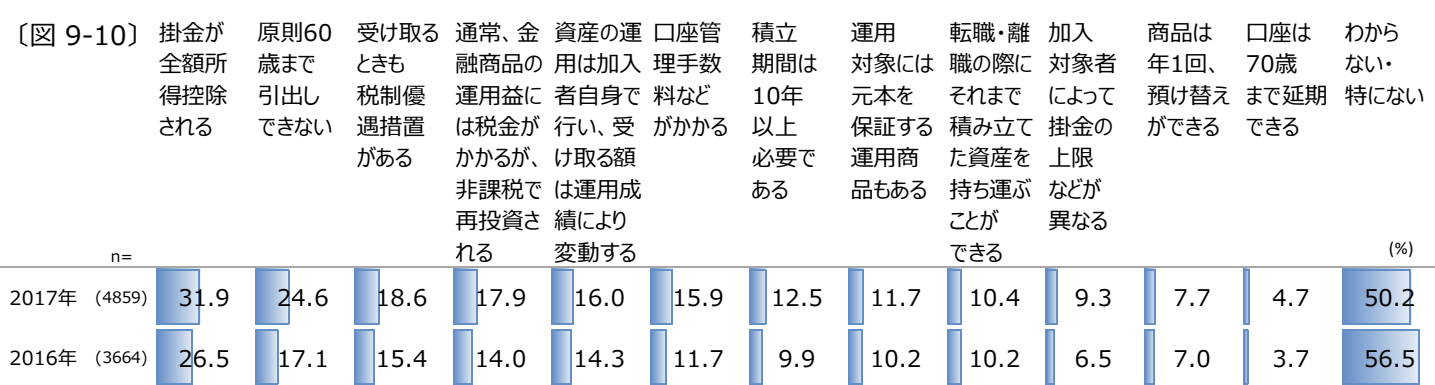 〔図 9-10〕
掛金が
全額所
得控除
される
原則60
歳まで
引出し
できない
受け取る
ときも
税制優
遇措置
がある
通常、金
融商品の
運用益に
は税金が
かかるが、
非課税で
再投資さ
れる
資産の運
用は加入
者自身で
行い、受
け取る額
は運用成
績により
変動する
口座管
理手数
料など
がかかる
積立
期間は
10年
以上
必要で
ある
運用
対象には
元本を
保証する
運用商
品もある
転職・離
職の際に
それまで
積み立て
た資産を
持ち運ぶ
ことが
できる
加入
対象者
によって
掛金の
上限
などが
異なる
商品は
年1回、
預け替え
ができる
口座は
70歳
まで延期
できる
わから
ない・
特にない
n=
(%)
2017年 (4859) 31.9 24.6 18.6 17.9 16.0 15.9 12.5 11.7 10.4 9.3 7.7 4.7 50.2
2016年 (3664) 26.5 17.1 15.4 14.0 14.3 11.7 9.9 10.2 10.2 6.5 7.0 3.7 56.5